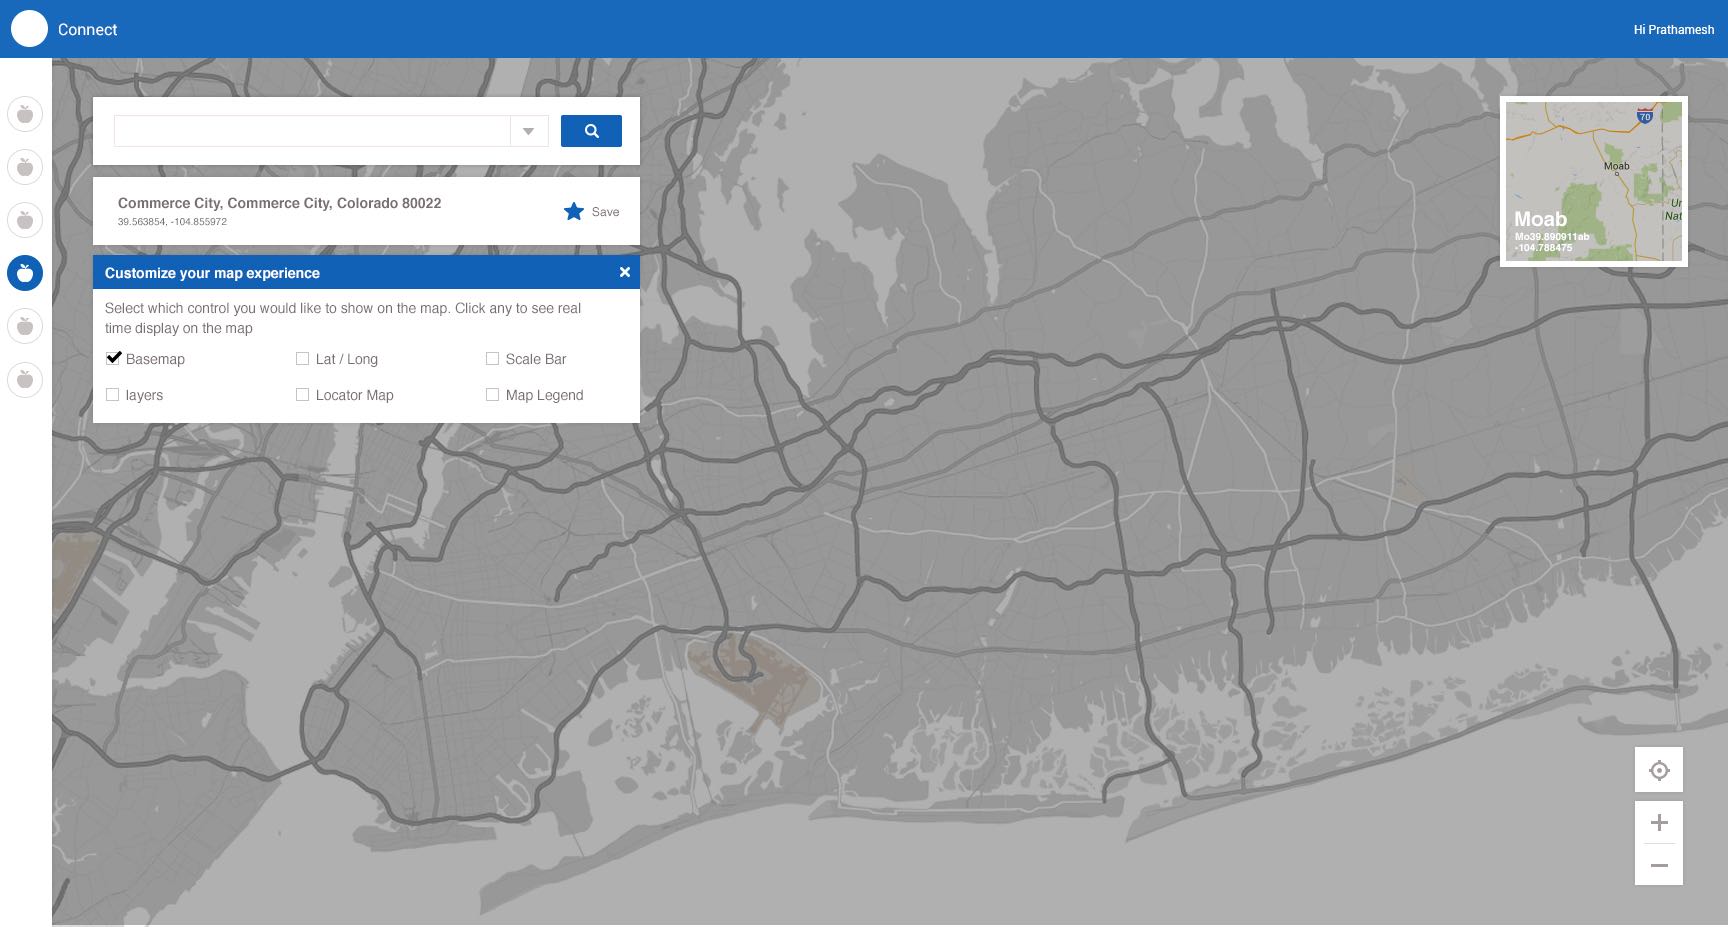 Connect
Hi Prathamesh
Commerce City, Commerce City, Colorado 80022
39.563854, -104.855972
Save
Customize your map experience
Select which control you would like to show on the map. Click any to see real
time display on the map
Basemap
Lat / Long
Scale Bar
layers
Locator Map
Map Legend
70
Moab
Ur
Nat
Moab
Mo39.890911ab
-104.788475